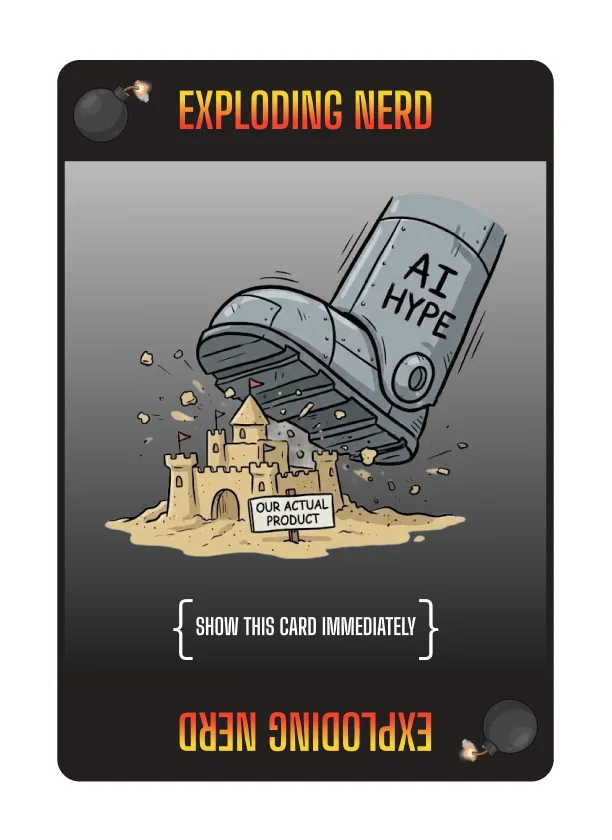 EXPLODING NERD
AI
HYPE
OUR ACTUAL
PRODUCT
{ SHOW THIS CARD IMMEDIATELY }
EXPLODING NERD